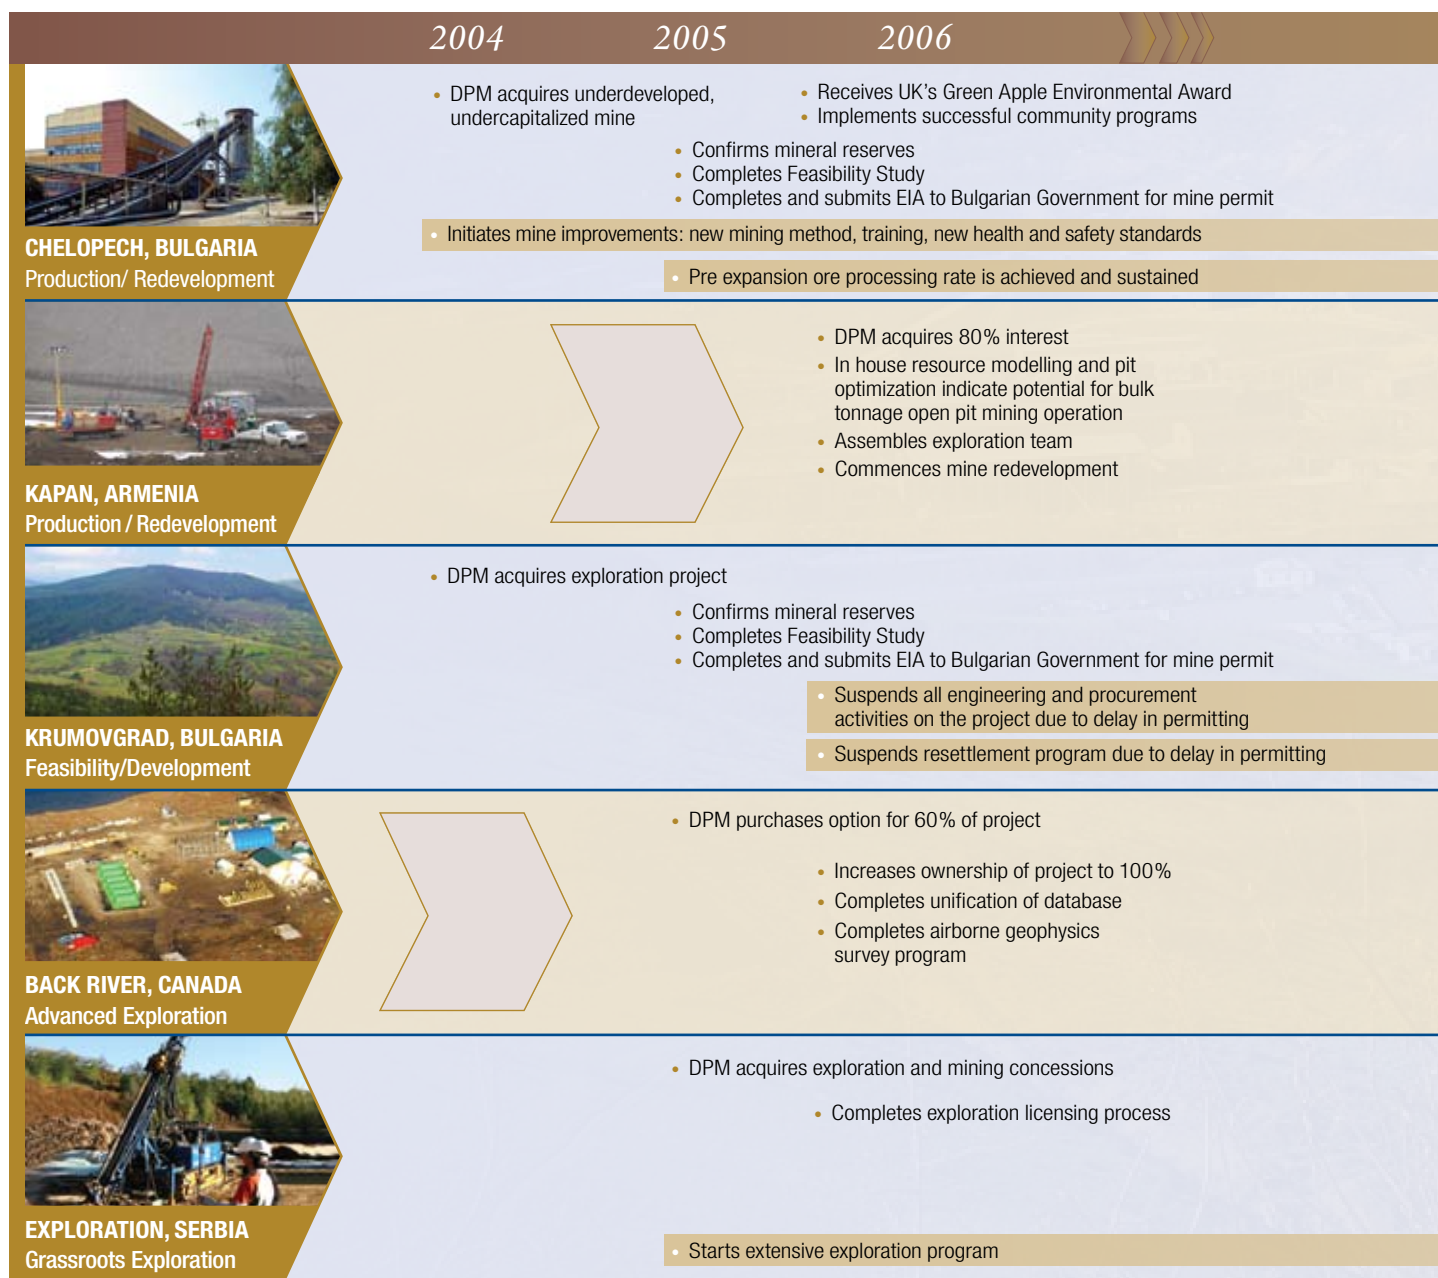 2004 2005 2006
• DPM acquires underdeveloped,
undercapitalized mine
• Receives UK's Green Apple Environmental Award
• Implements successful community programs
• Confirms mineral reserves
• Completes Feasibility Study
• Completes and submits EIA to Bulgarian Government for mine permit
• Initiates mine improvements: new mining method, training, new health and safety standards
• Pre expansion ore processing rate is achieved and sustained
CHELOPECH, BULGARIA
Production/ Redevelopment
• DPM acquires 80% interest
• In house resource modelling and pit
optimization indicate potential for bulk
tonnage open pit mining operation
• Assembles exploration team
• Commences mine redevelopment
KAPAN, ARMENIA
Production / Redevelopment
• DPM acquires exploration project
• Confirms mineral reserves
• Completes Feasibility Study
• Completes and submits EIA to Bulgarian Government for mine permit
• Suspends all engineering and procurement
activities on the project due to delay in permitting
• Suspends resettlement program due to delay in permitting
KRUMOVGRAD, BULGARIA
Feasibility/Development
• DPM purchases option for 60% of project
• Increases ownership of project to 100%
• Completes unification of database
• Completes airborne geophysics
survey program
BACK RIVER, CANADA
Advanced Exploration
• DPM acquires exploration and mining concessions
• Completes exploration licensing process
• Starts extensive exploration program
EXPLORATION, SERBIA
Grassroots Exploration